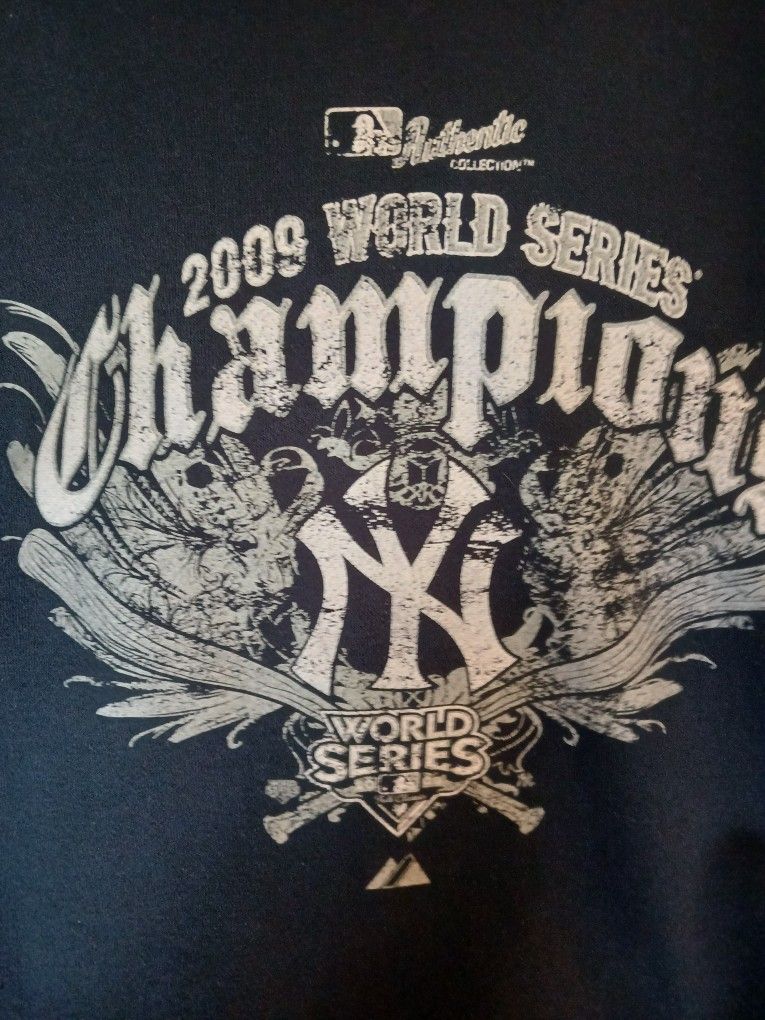 Authentic
COLLECTION™
2009 WORLD SERIES
Champions
NY
WORLD
SERIES